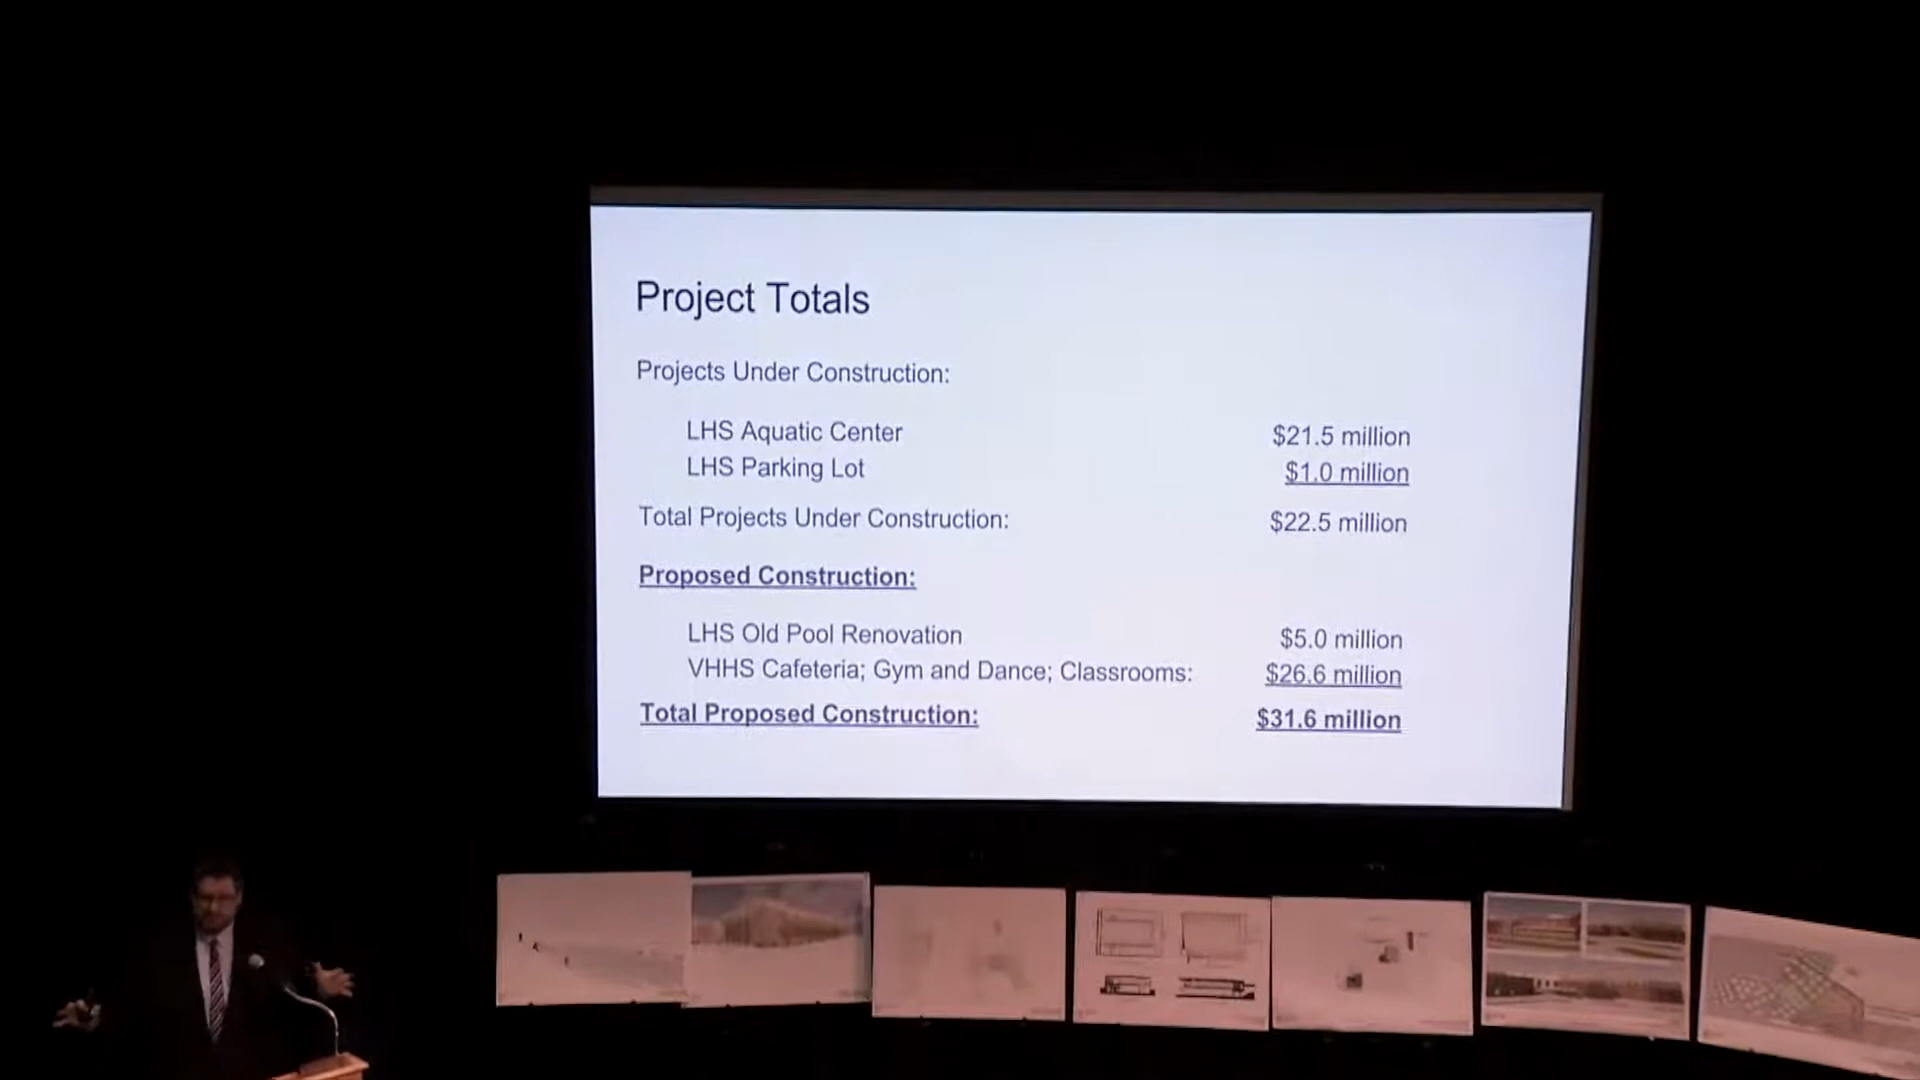 Project Totals
Projects Under Construction:
LHS Aquatic Center $21.5 million
LHS Parking Lot $1.0 million
Total Projects Under Construction: $22.5 million
Proposed Construction:
LHS Old Pool Renovation $5.0 million
VHHS Cafeteria; Gym and Dance; Classrooms: $26.6 million
Total Proposed Construction: $31.6 million